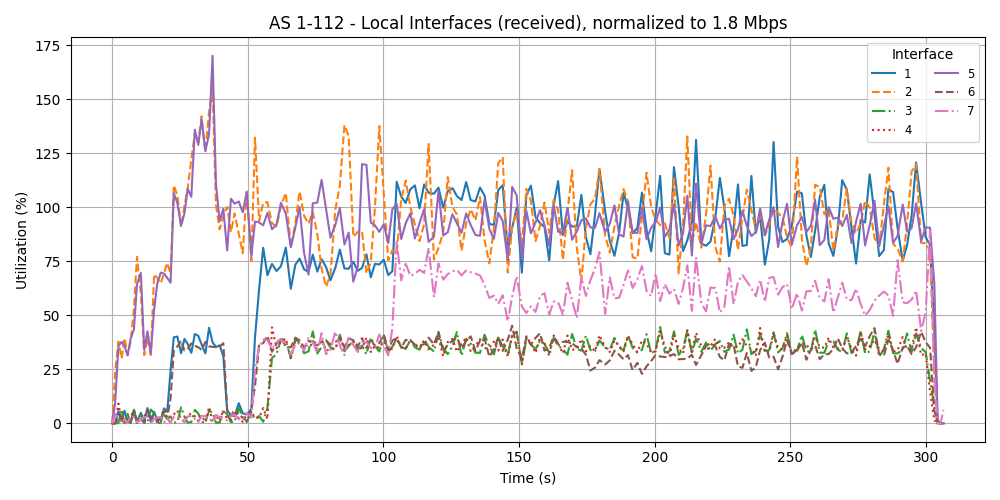 AS 1-112 - Local Interfaces (received), normalized to 1.8 Mbps
Utilization (%)
175
150
125
100
75
50
25
0
0 50 100 150 200 250 300
Time (s)
Interface
1 5
2 6
3 7
4